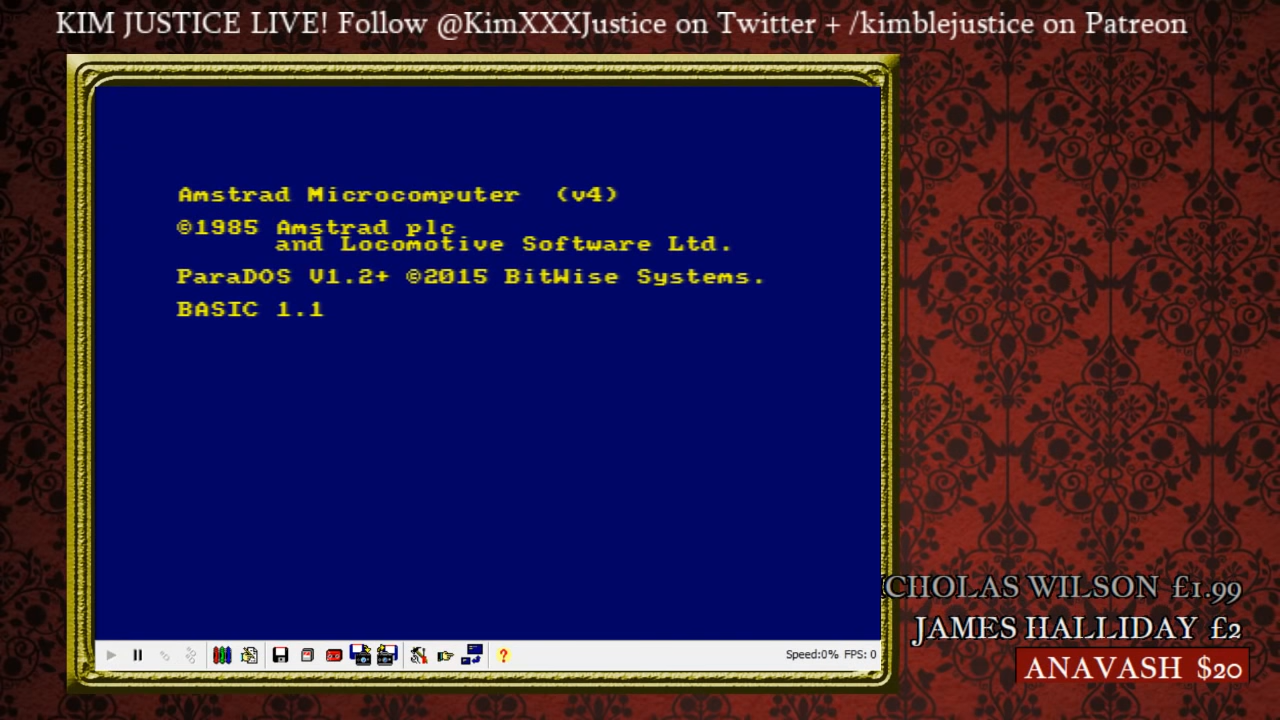 KIM JUSTICE LIVE! Follow @KimXXXJustice on Twitter + /kimblejustice on Patreon
Amstrad Microcomputer (v4)
©1985 Amstrad plc
and Locomotive Software Ltd.
ParaDOS V1.2+ ©2015 BitWise Systems.
BASIC 1.1
Speed:0% FPS: 0
WILSON £1.99
JAMES HALLIDAY £2
ANAVASH $20